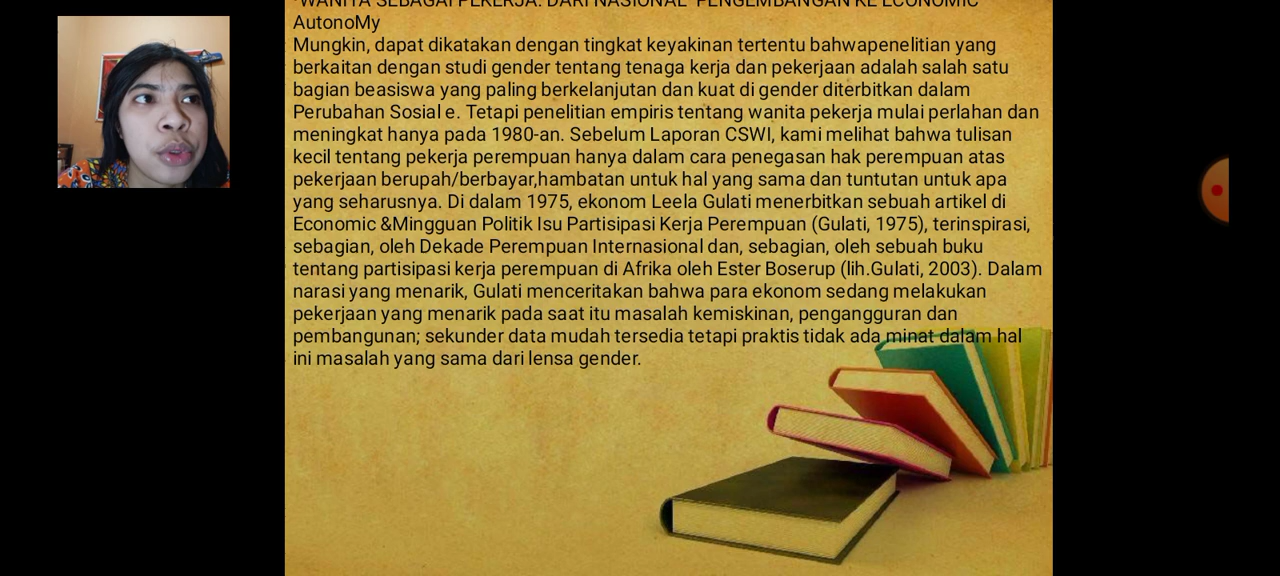 "WANITA SEBAGAI PEKERJA: DARI NASIONAL  PENGEMBANGAN KE ECONOMIC
AutonoMy
Mungkin, dapat dikatakan dengan tingkat keyakinan tertentu bahwapenelitian yang
berkaitan dengan studi gender tentang tenaga kerja dan pekerjaan adalah salah satu
bagian beasiswa yang paling berkelanjutan dan kuat di gender diterbitkan dalam
Perubahan Sosial e. Tetapi penelitian empiris tentang wanita pekerja mulai perlahan dan
meningkat hanya pada 1980-an. Sebelum Laporan CSWI, kami melihat bahwa tulisan
kecil tentang pekerja perempuan hanya dalam cara penegasan hak perempuan atas
pekerjaan berupah/berbayar,hambatan untuk hal yang sama dan tuntutan untuk apa
yang seharusnya. Di dalam 1975, ekonom Leela Gulati menerbitkan sebuah artikel di
Economic &Mingguan Politik Isu Partisipasi Kerja Perempuan (Gulati, 1975), terinspirasi,
sebagian, oleh Dekade Perempuan Internasional dan, sebagian, oleh sebuah buku
tentang partisipasi kerja perempuan di Afrika oleh Ester Boserup (lih.Gulati, 2003). Dalam
narasi yang menarik, Gulati menceritakan bahwa para ekonom sedang melakukan
pekerjaan yang menarik pada saat itu masalah kemiskinan, pengangguran dan
pembangunan; sekunder data mudah tersedia tetapi praktis tidak ada minat dalam hal
ini masalah yang sama dari lensa gender.